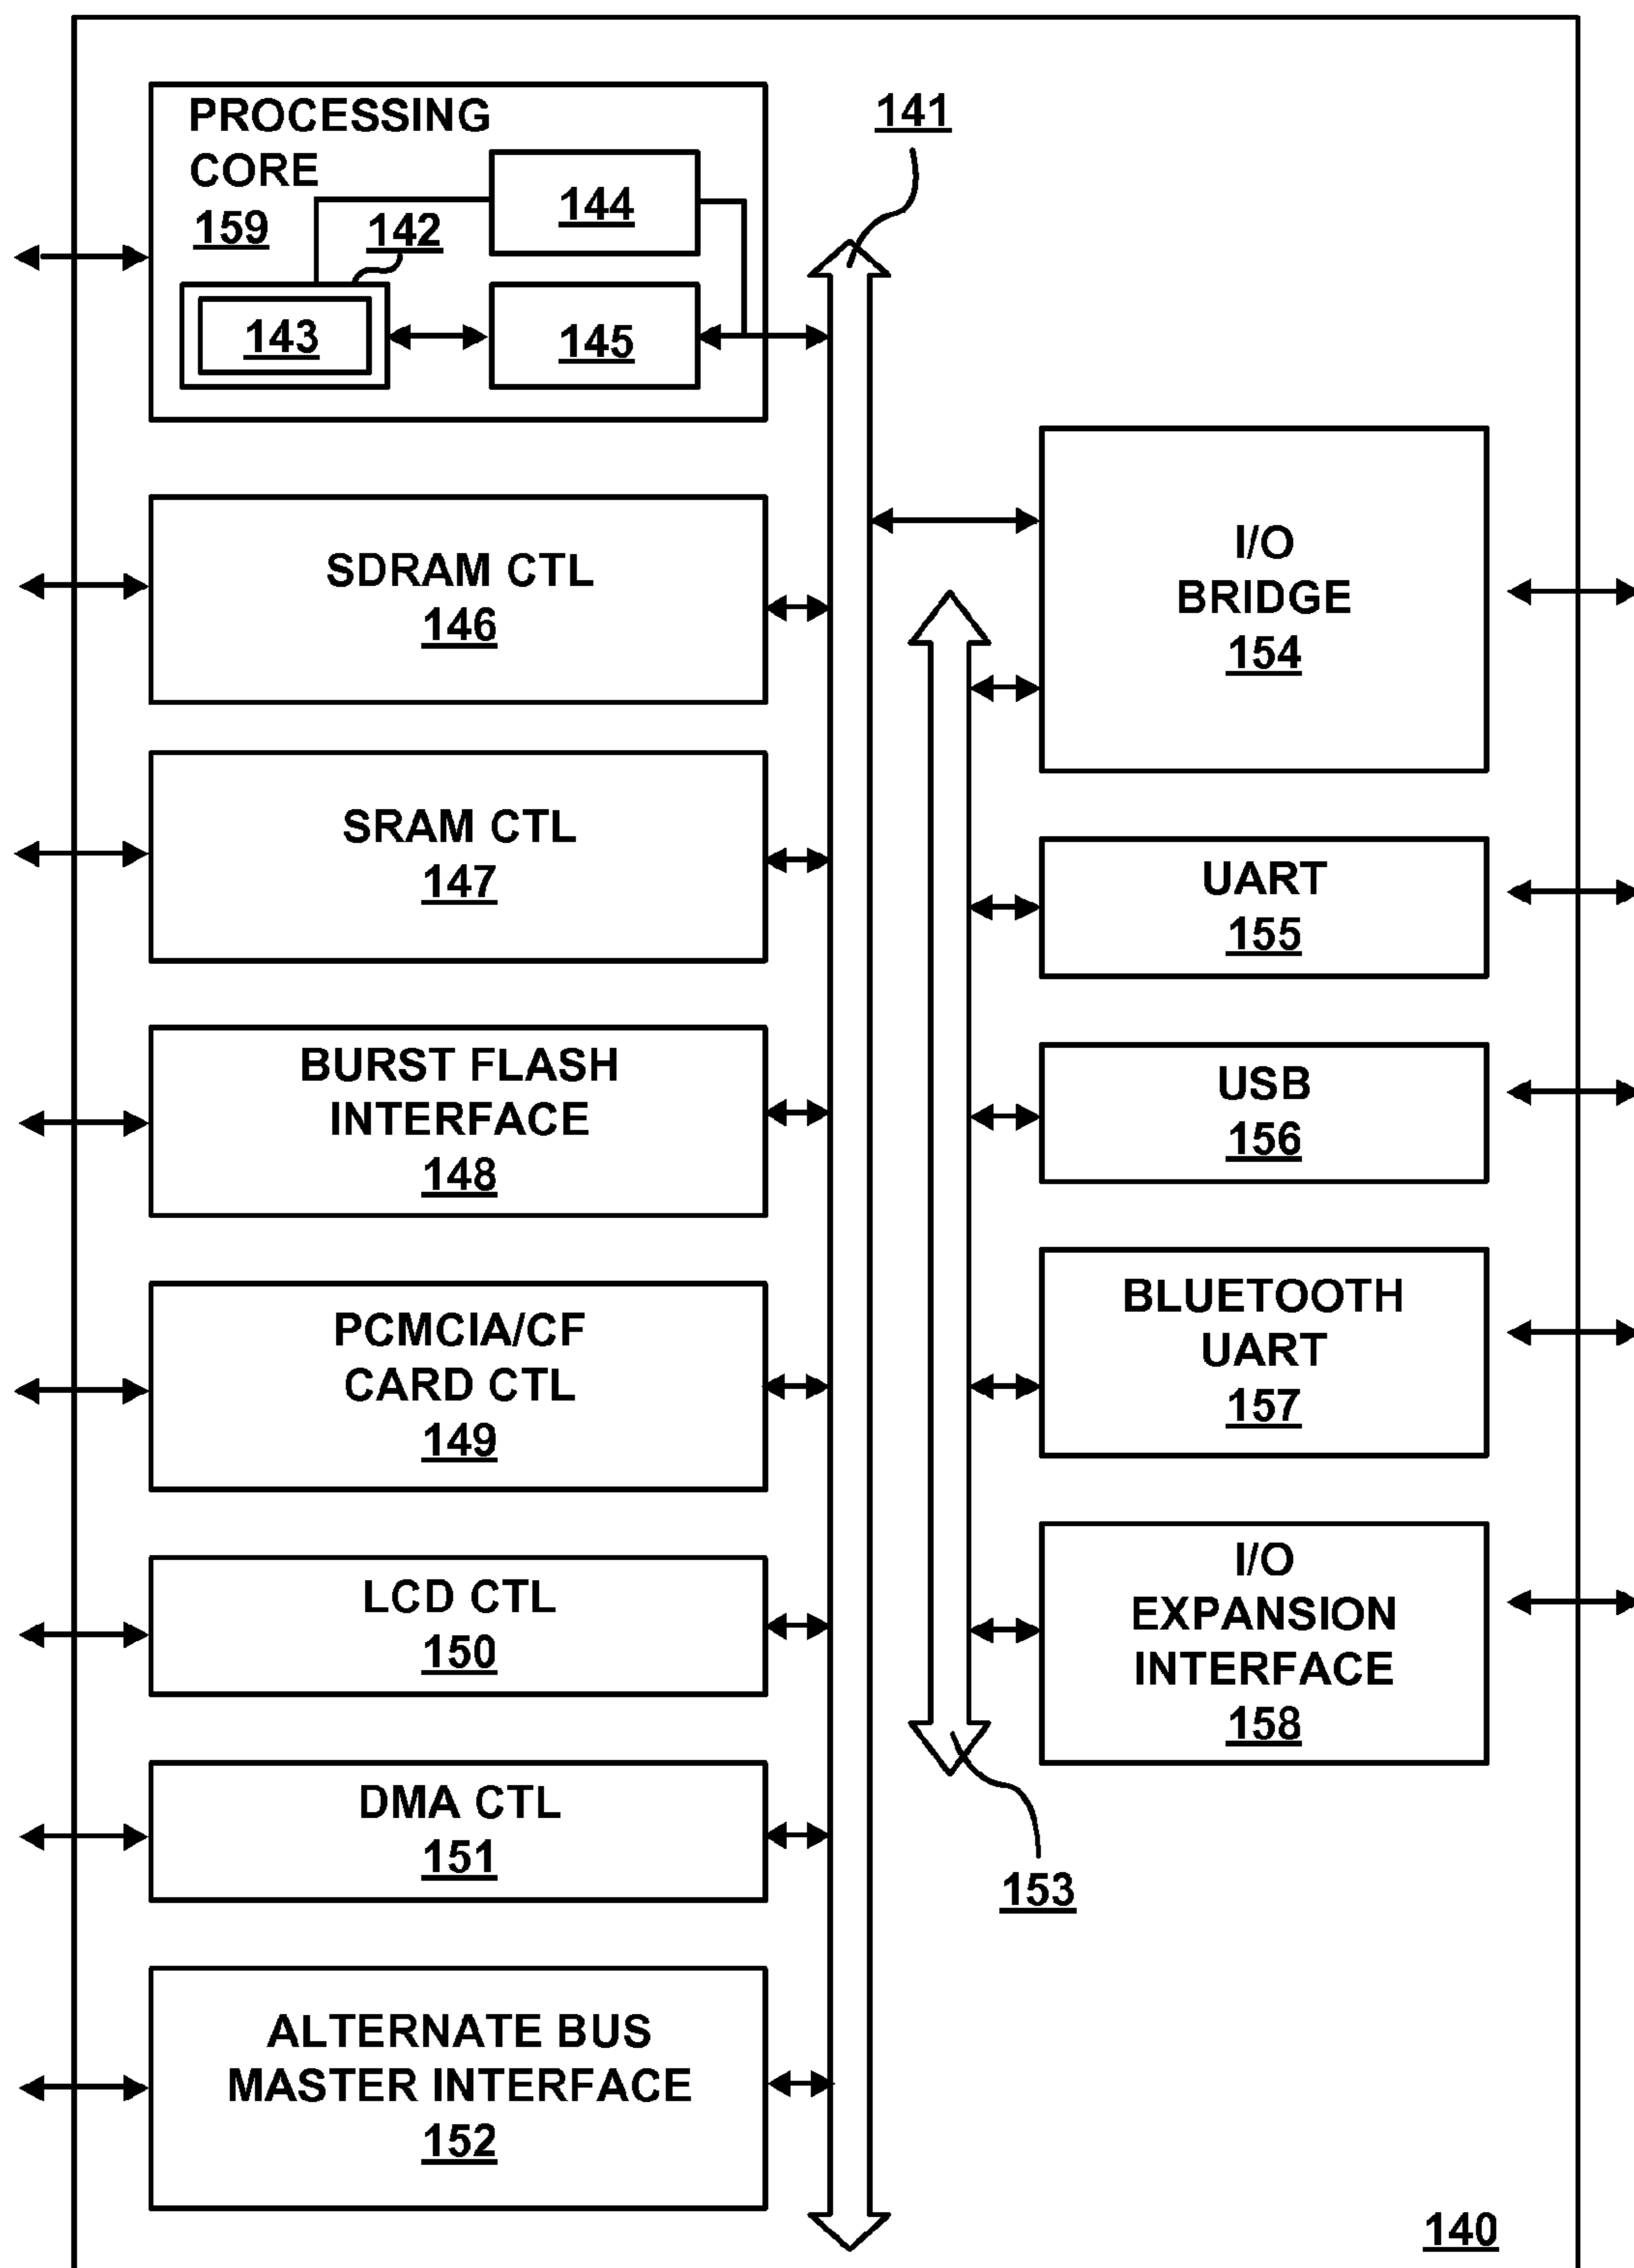 PROCESSING
CORE
159
142
144
143
145
141
SDRAM CTL
146
SRAM CTL
147
BURST FLASH
INTERFACE
148
PCMCIA/CF
CARD CTL
149
LCD CTL
150
DMA CTL
151
ALTERNATE BUS
MASTER INTERFACE
152
I/O
BRIDGE
154
UART
155
USB
156
BLUETOOTH
UART
157
I/O
EXPANSION
INTERFACE
158
153
140